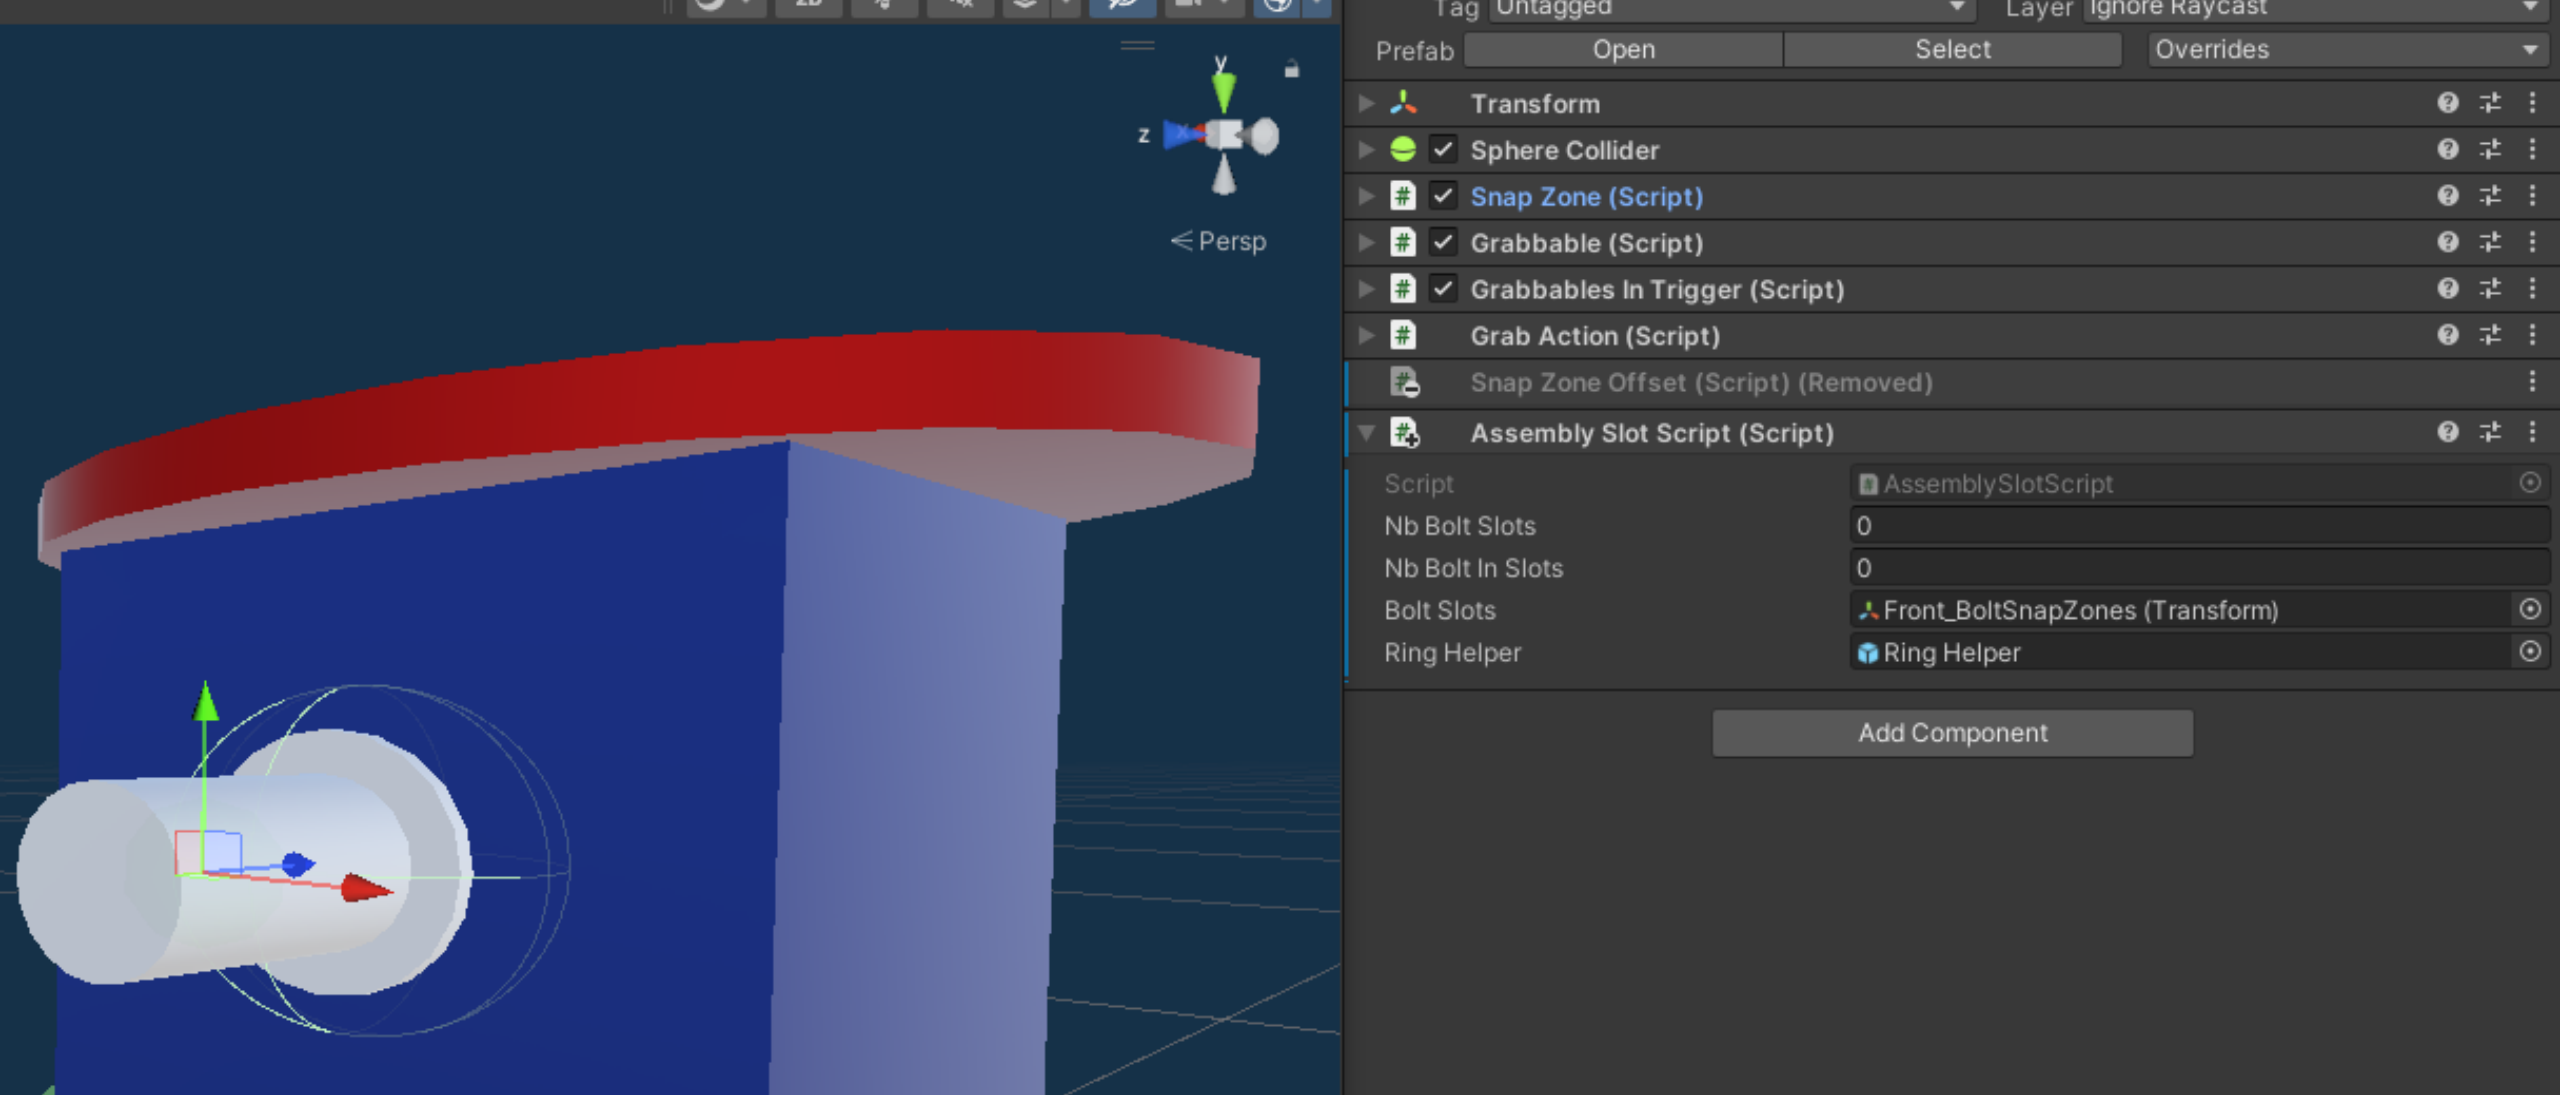 2D
Tag Untagged Layer Ignore Raycast
Prefab Open Select Overrides
y
z x
Persp
Transform
Sphere Collider
Snap Zone (Script)
Grabbable (Script)
Grabbables In Trigger (Script)
Grab Action (Script)
Snap Zone Offset (Script) (Removed)
Assembly Slot Script (Script)
Script AssemblySlotScript
Nb Bolt Slots 0
Nb Bolt In Slots 0
Bolt Slots Front_BoltSnapZones (Transform)
Ring Helper Ring Helper
Add Component